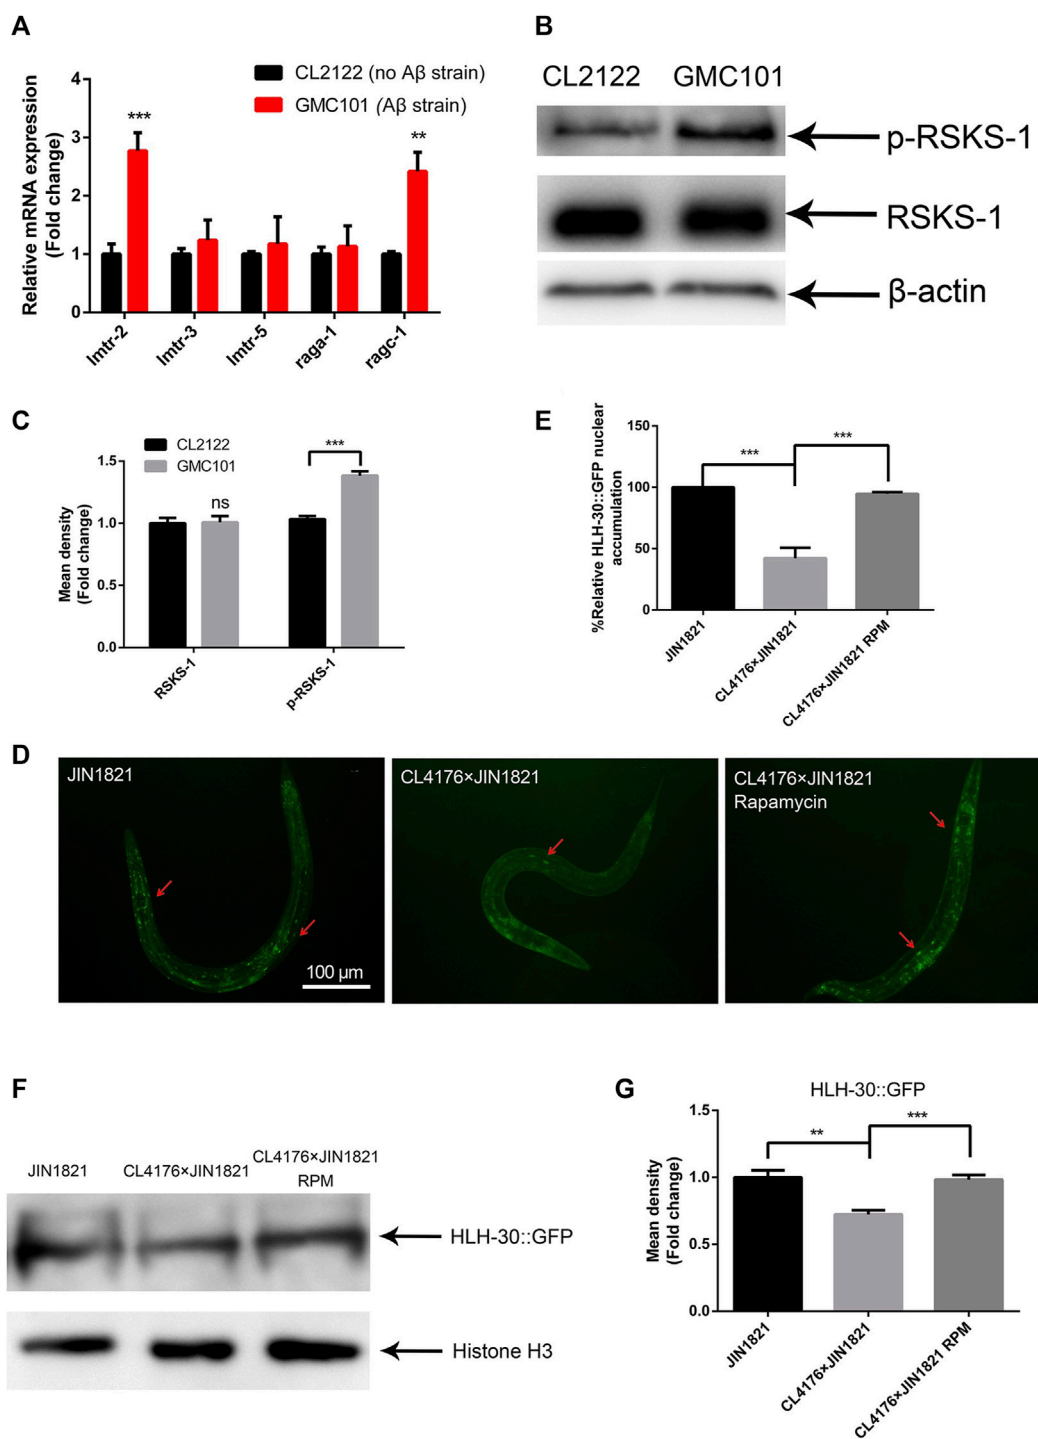 A
CL2122 (no Aβ strain)
GMC101 (Aβ strain)
Relative mRNA expression
(Fold change)
4
3
2
1
0
***
**
lmtr-2
lmtr-3
lmtr-5
raga-1
ragc-1
B
CL2122 GMC101
p-RSKS-1
RSKS-1
β-actin
C
CL2122
GMC101
Mean density
(Fold change)
1.5
1.0
0.5
0.0
ns
***
RSKS-1
p-RSKS-1
E
%Relative HLH-30::GFP nuclear
accumulation
150
100
50
0
***
***
JIN1821
CL4176×JIN1821
CL4176×JIN1821 RPM
D
JIN1821
100 μm
CL4176×JIN1821
CL4176×JIN1821
Rapamycin
F
JIN1821
CL4176×JIN1821
CL4176×JIN1821
RPM
HLH-30::GFP
Histone H3
G
HLH-30::GFP
Mean density
(Fold change)
1.5
1.0
0.5
0.0
**
***
JIN1821
CL4176×JIN1821
CL4176×JIN1821 RPM